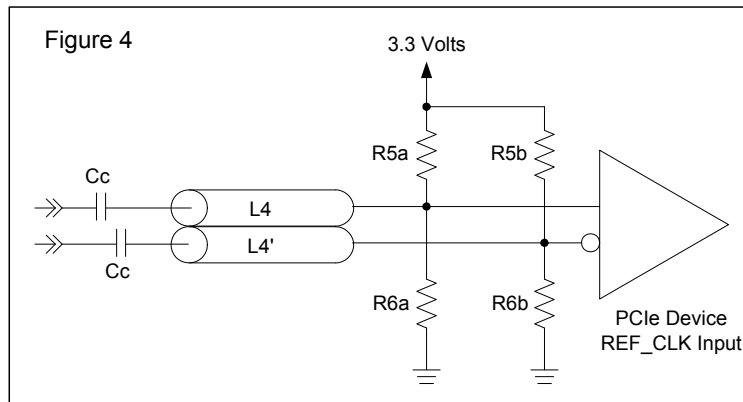 Figure 4
3.3 Volts
R5a
R5b
Cc
L4
L4'
Cc
R6a
R6b
PCIe Device
REF_CLK Input